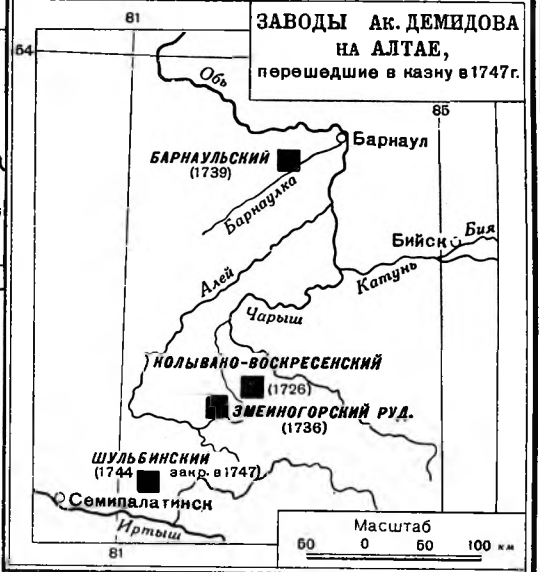 81
ЗАВОДЫ Ак. ДЕМИДОВА
НА АЛТАЕ,
перешедшие в казну в 1747г.
54
Обь
85
Барнаул
БАРНАУЛЬСКИЙ
(1739)
Барнаулка
Бийск
Бия
Алей
Катунь
Чарыш
КОЛЫВАНО-ВОСКРЕСЕНСКИЙ
(1726)
ЗМЕИНОГОРСКИЙ РУД.
(1736)
ШУЛЬБИНСКИЙ
(1744 закр. в 1747)
Семипалатинск
Иртыш
81
Масштаб
50 0 50 100 км